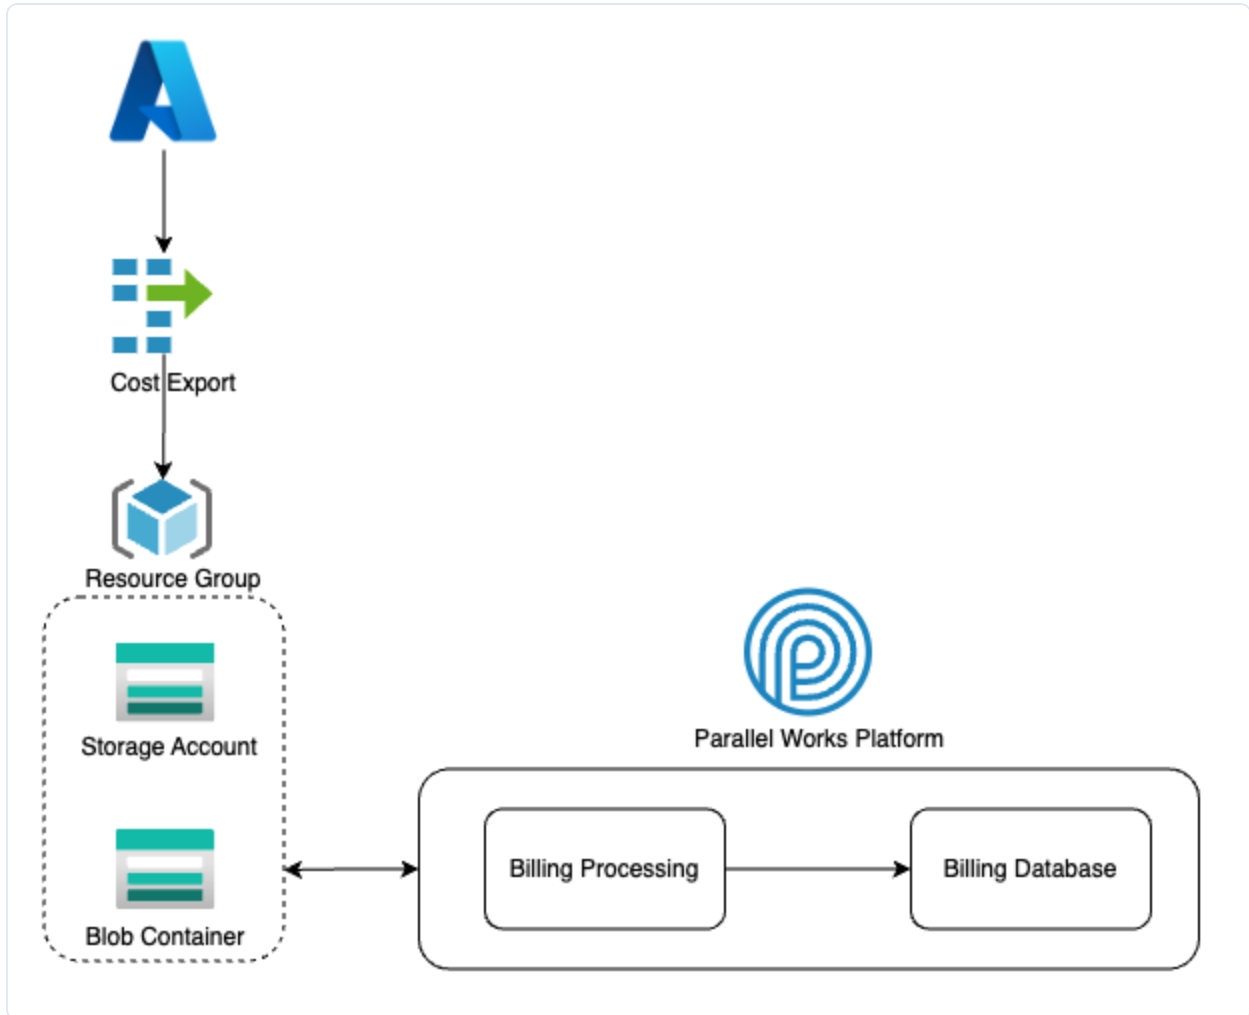 Cost Export
Resource Group
Storage Account
Parallel Works Platform
Billing Processing
Billing Database
Blob Container